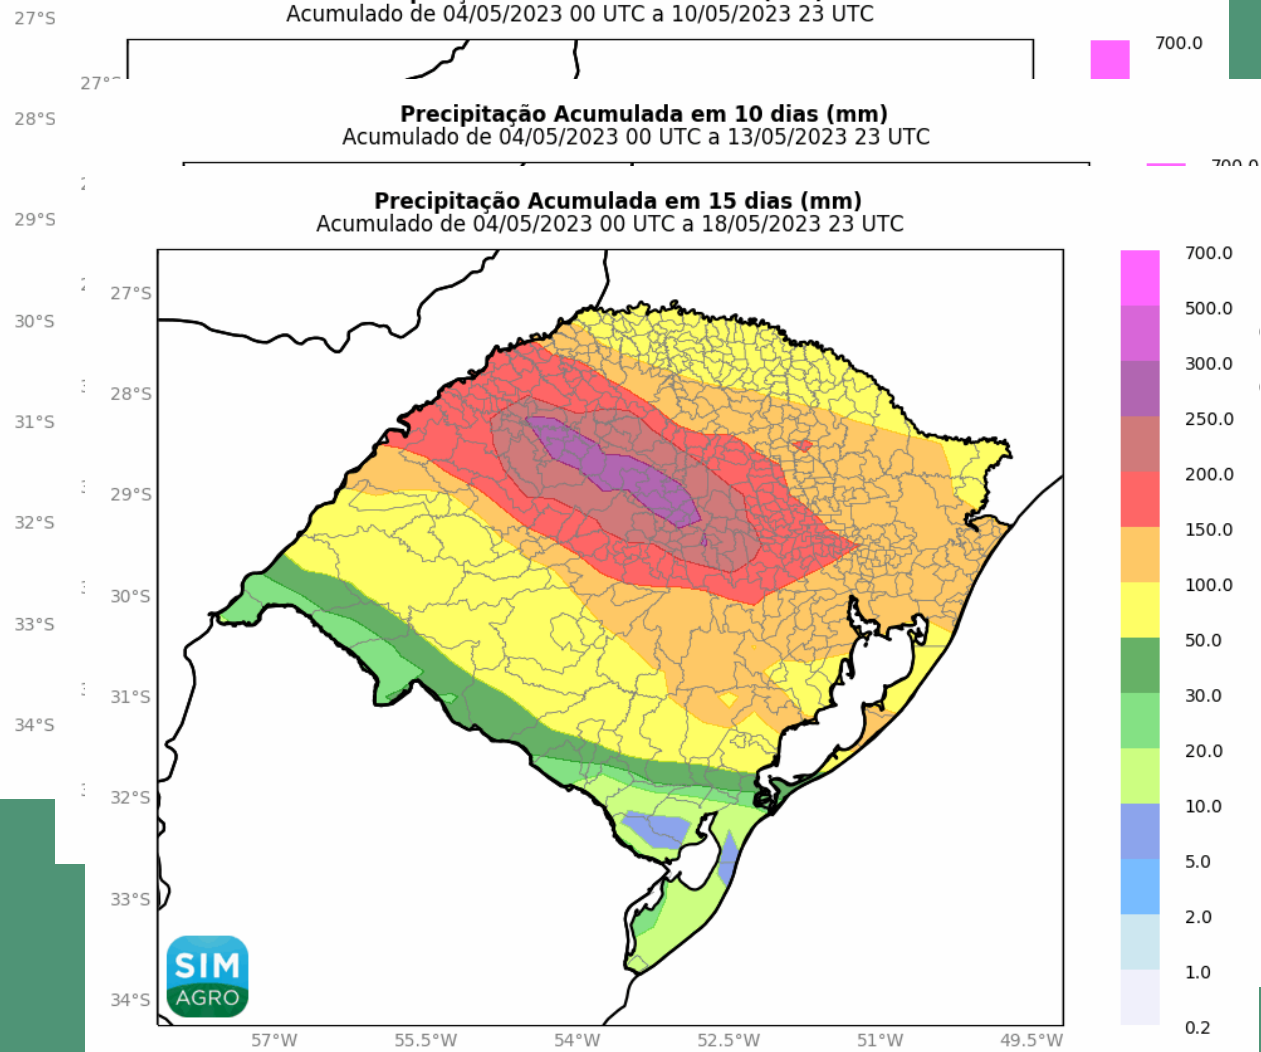 27°S
Acumulado de 04/05/2023 00 UTC a 10/05/2023 23 UTC
700.0
27°S
28°S
Precipitação Acumulada em 10 dias (mm)
Acumulado de 04/05/2023 00 UTC a 13/05/2023 23 UTC
29°S
Precipitação Acumulada em 15 dias (mm)
Acumulado de 04/05/2023 00 UTC a 18/05/2023 23 UTC
30°S
31°S
32°S
33°S
34°S
27°S
28°S
29°S
30°S
31°S
32°S
33°S
34°S
700.0
500.0
300.0
250.0
200.0
150.0
100.0
50.0
30.0
20.0
10.0
5.0
2.0
1.0
0.2
SIM
AGRO
57°W
55.5°W
54°W
52.5°W
51°W
49.5°W